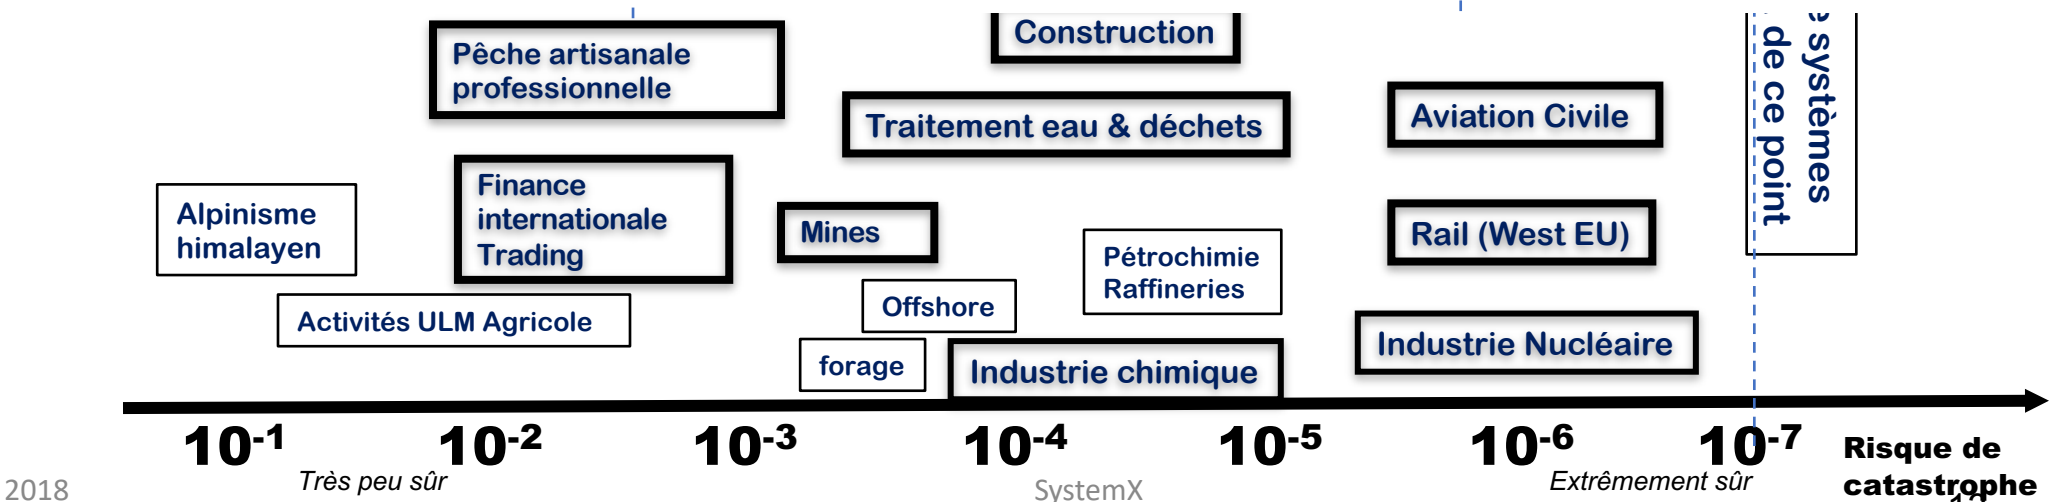 Construction
Pêche artisanale
professionnelle
Traitement eau & déchets
Aviation Civile
systèmes
de ce point
Finance
internationale
Trading
Alpinisme
himalayen
Mines
Rail (West EU)
Pétrochimie
Raffineries
Offshore
Activités ULM Agricole
Industrie Nucléaire
forage
Industrie chimique
10-1
10-2
10-3
10-4
10-5
10-6
10-7
Risque de
catastrophe
Très peu sûr
Extrêmement sûr
2018
SystemX